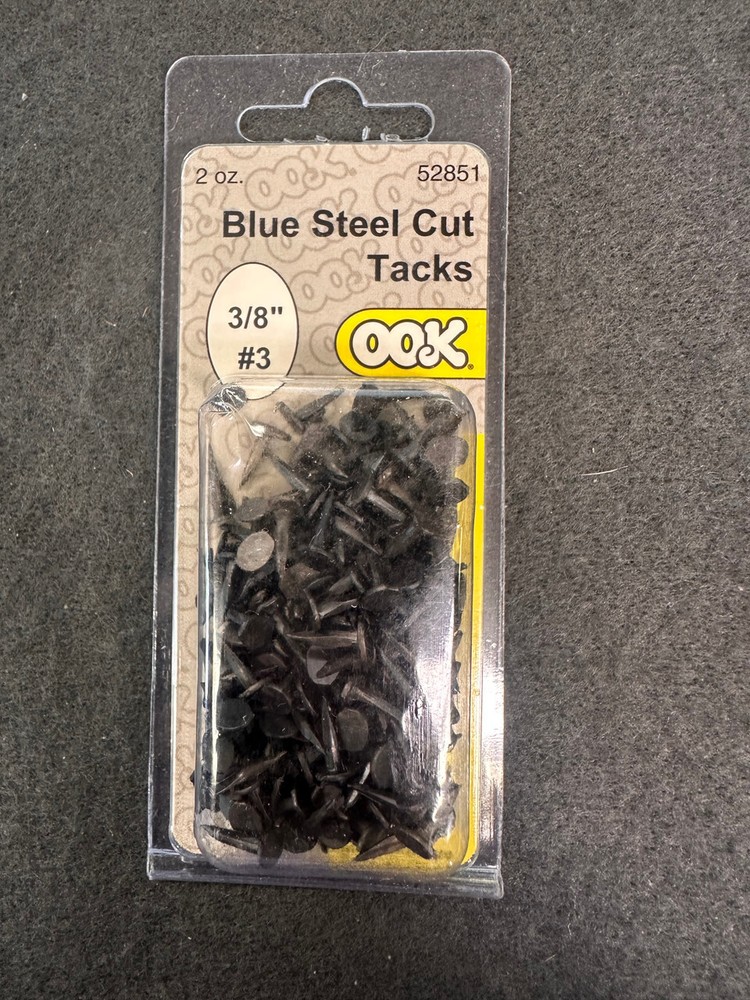 2 oz. 52851
Blue Steel Cut
Tacks
3/8"
#3
OOK®